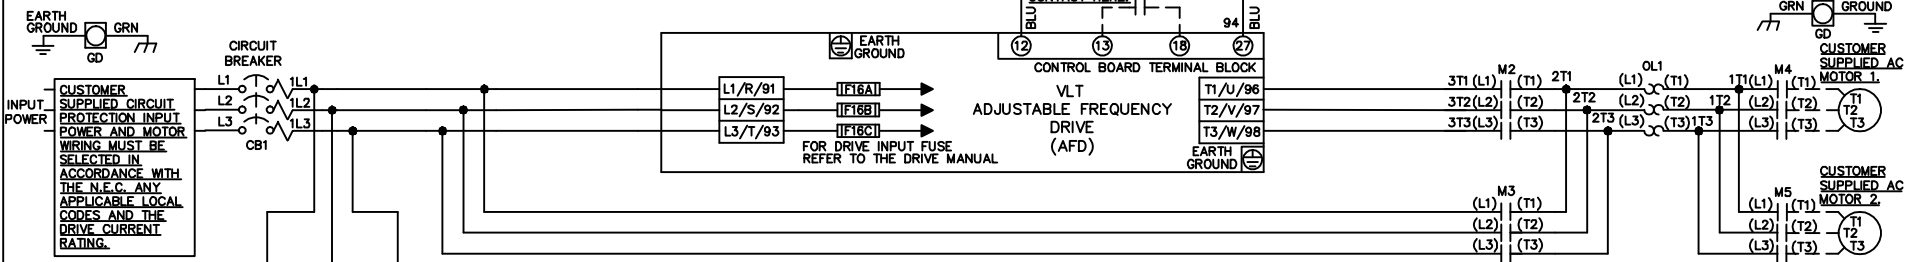 EARTH
GROUND
GRN
GD
CIRCUIT
BREAKER
L1
L2
L3
1L1
1L2
1L3
CB1
INPUT
POWER
CUSTOMER
SUPPLIED CIRCUIT
PROTECTION INPUT
POWER AND MOTOR
WIRING MUST BE
SELECTED IN
ACCORDANCE WITH
THE N.E.C. ANY
APPLICABLE LOCAL
CODES AND THE
DRIVE CURRENT
RATING.
BLU
94
BLU
12
13
18
27
CONTROL BOARD TERMINAL BLOCK
EARTH
GROUND
L1/R/91
L2/S/92
L3/T/93
F16A
F16B
F16C
FOR DRIVE INPUT FUSE
REFER TO THE DRIVE MANUAL
VLT
ADJUSTABLE FREQUENCY
DRIVE
(AFD)
T1/U/96
T2/V/97
T3/W/98
EARTH
GROUND
M2
3T1 (L1) (T1) 2T1
3T2(L2) (T2) 2T2
3T3(L3) (T3) 2T3
M3
(L1) (T1)
(L2) (T2)
(L3) (T3)
OL1
(L1) (T1)
(L2) (T2)
(L3) (T3)
1T1
1T2
1T3
M4
(L1) (T1)
(L2) (T2)
(L3) (T3)
GRN
GROUND
GD
CUSTOMER
SUPPLIED AC
MOTOR 1.
T1
T2
T3
M5
(L1) (T1)
(L2) (T2)
(L3) (T3)
CUSTOMER
SUPPLIED AC
MOTOR 2.
T1
T2
T3